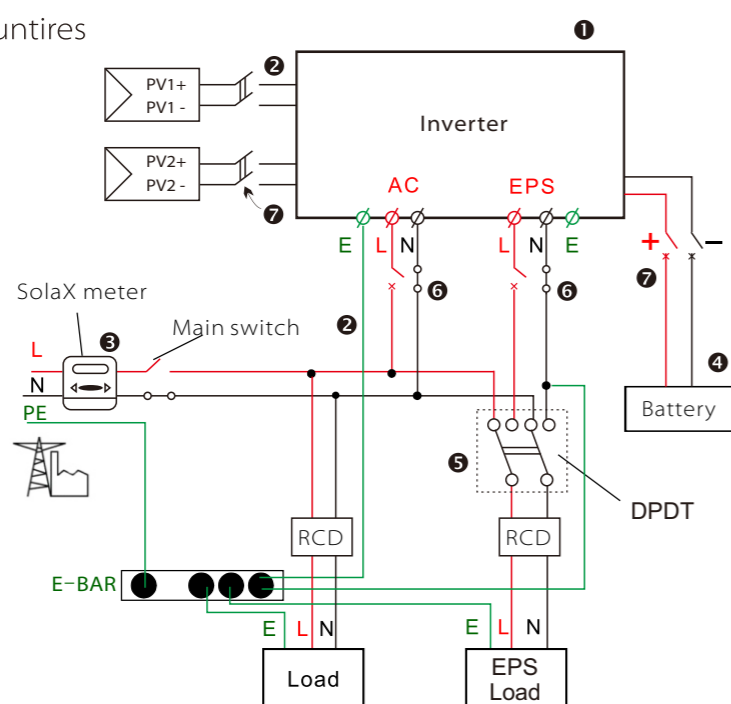 untires
❶
PV1+
PV1 -
❷
Inverter
PV2+
PV2 -
❼
AC
EPS
E
L
N
L
N
E
+
−
❻
❻
❼
SolaX meter
❸
Main switch
❷
L
N
PE
❹
Battery
❺
DPDT
RCD
RCD
E-BAR
E
L
N
E
L
N
Load
EPS
Load